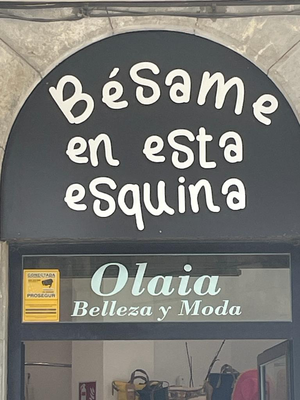 Bésame
en esta
esquina
Olaia
Belleza y Moda
PROSEGUR